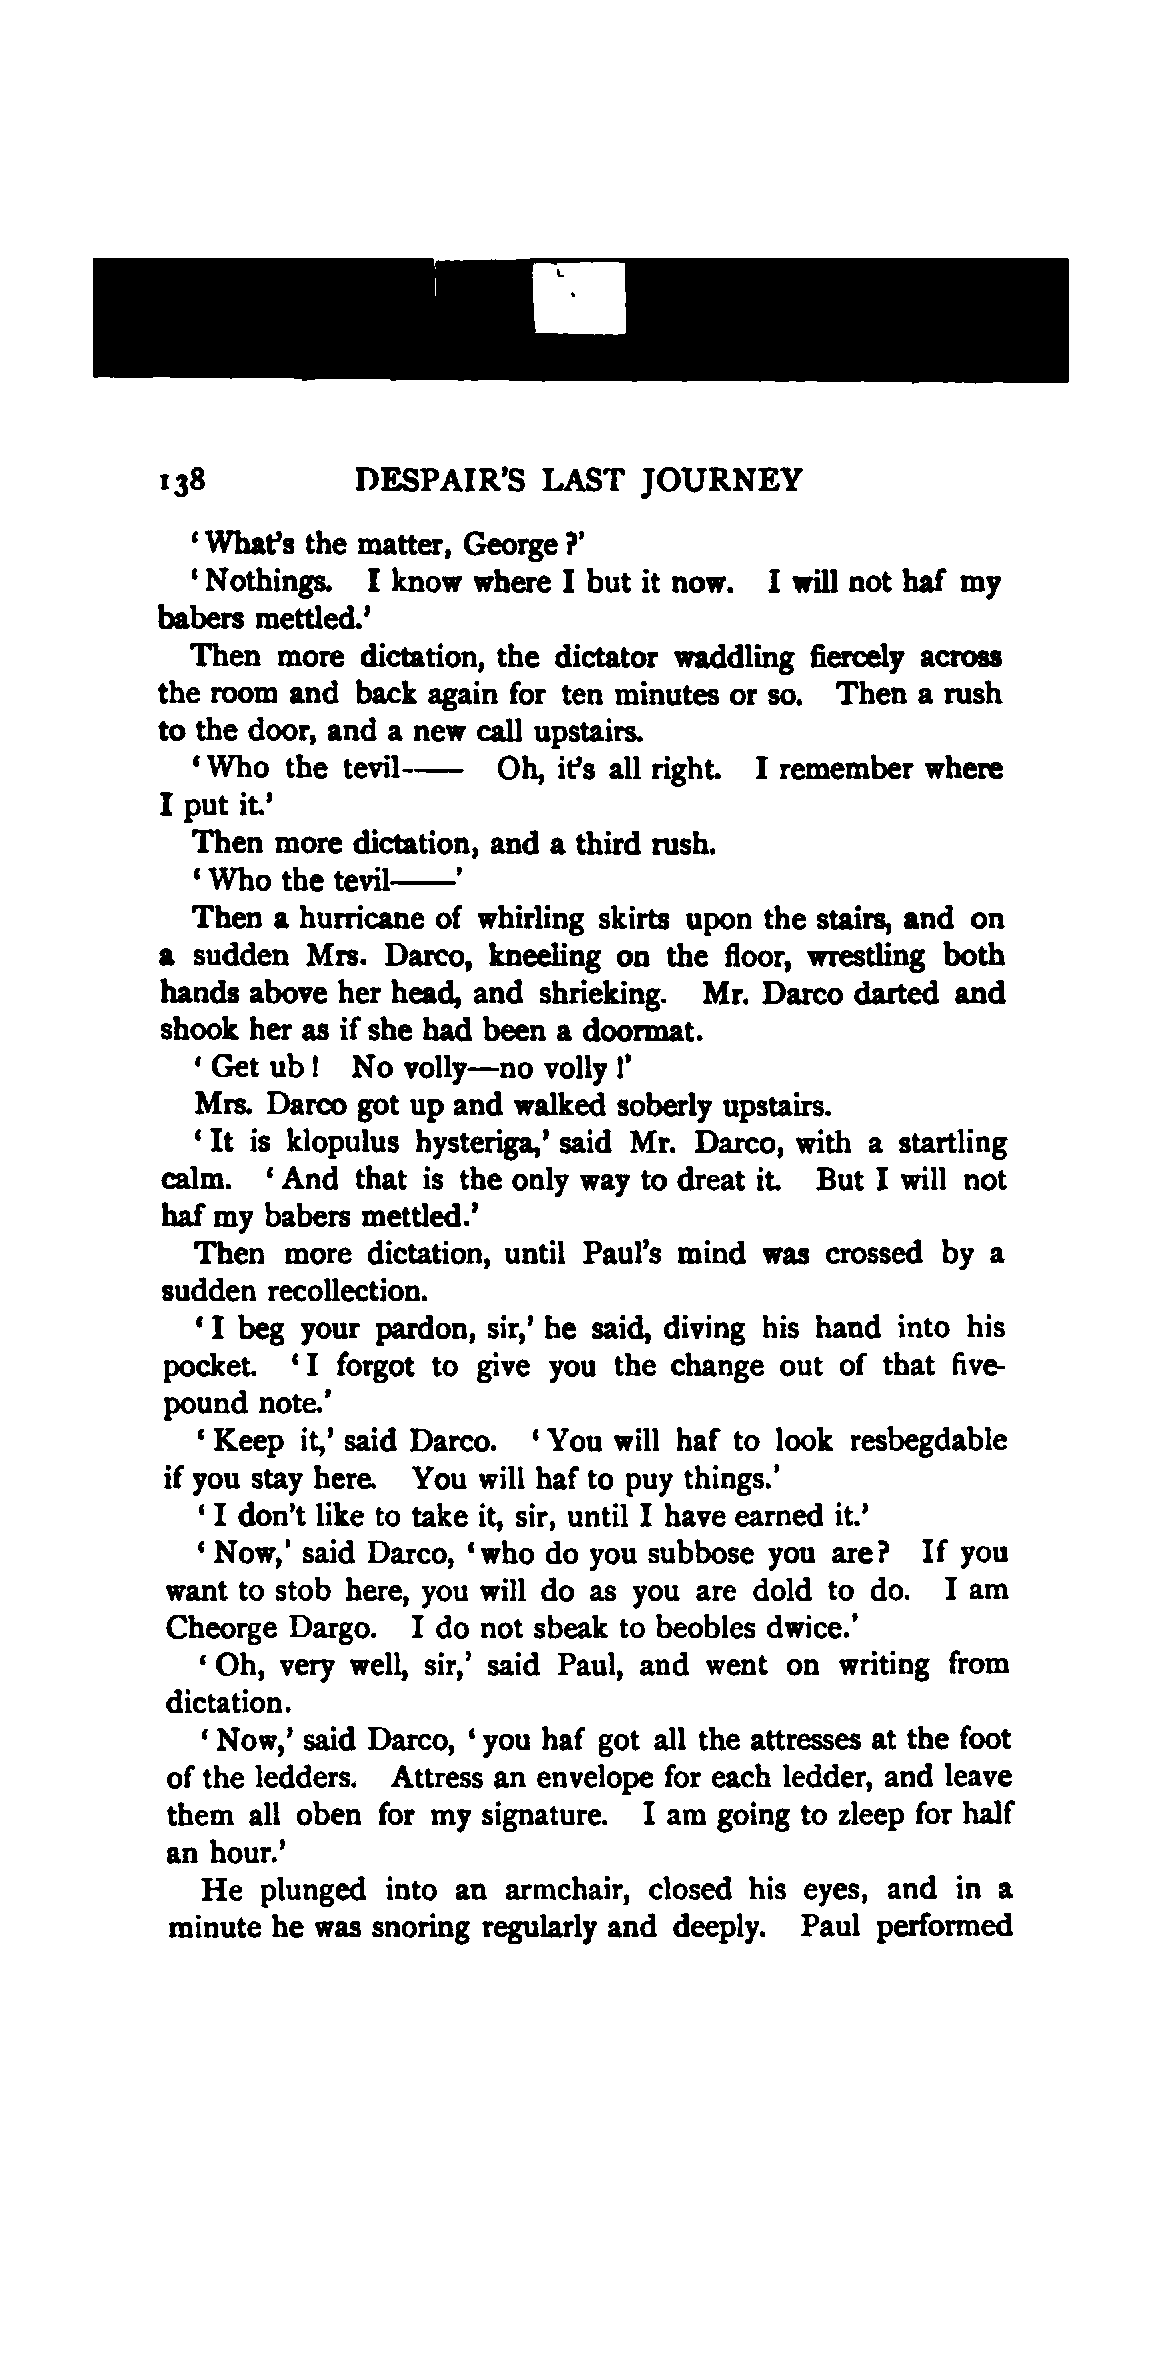 138 DESPAIR'S LAST JOURNEY
‘What's the matter, George?’
‘Nothings. I know where I but it now. I will not haf my
babers mettled.’
Then more dictation, the dictator waddling fiercely across
the room and back again for ten minutes or so. Then a rush
to the door, and a new call upstairs.
‘Who the tevil—— Oh, it's all right. I remember where
I put it.’
Then more dictation, and a third rush.
‘Who the tevil——’
Then a hurricane of whirling skirts upon the stairs, and on
a sudden Mrs. Darco, kneeling on the floor, wrestling both
hands above her head, and shrieking. Mr. Darco darted and
shook her as if she had been a doormat.
‘Get ub! No volly—no volly!’
Mrs. Darco got up and walked soberly upstairs.
‘It is klopulus hysteriga,’ said Mr. Darco, with a startling
calm. ‘And that is the only way to dreat it. But I will not
haf my babers mettled.’
Then more dictation, until Paul's mind was crossed by a
sudden recollection.
‘I beg your pardon, sir,’ he said, diving his hand into his
pocket. ‘I forgot to give you the change out of that five-
pound note.’
‘Keep it,’ said Darco. ‘You will haf to look resbegdable
if you stay here. You will haf to puy things.’
‘I don't like to take it, sir, until I have earned it.’
‘Now,’ said Darco, ‘who do you subbose you are? If you
want to stob here, you will do as you are dold to do. I am
Cheorge Dargo. I do not sbeak to beobles dwice.’
‘Oh, very well, sir,’ said Paul, and went on writing from
dictation.
‘Now,’ said Darco, ‘you haf got all the attresses at the foot
of the ledders. Attress an envelope for each ledder, and leave
them all oben for my signature. I am going to zleep for half
an hour.’
He plunged into an armchair, closed his eyes, and in a
minute he was snoring regularly and deeply. Paul performed